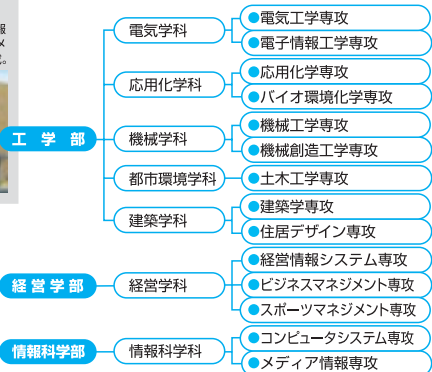 報
工学部
電気学科
●電気工学専攻
●電子情報工学専攻
応用化学科
●応用化学専攻
●バイオ環境化学専攻
機械学科
●機械工学専攻
●機械創造工学専攻
都市環境学科
●土木工学専攻
建築学科
●建築学専攻
●住居デザイン専攻
経営学部
経営学科
●経営情報システム専攻
●ビジネスマネジメント専攻
●スポーツマネジメント専攻
情報科学部
情報科学科
●コンピュータシステム専攻
●メディア情報専攻